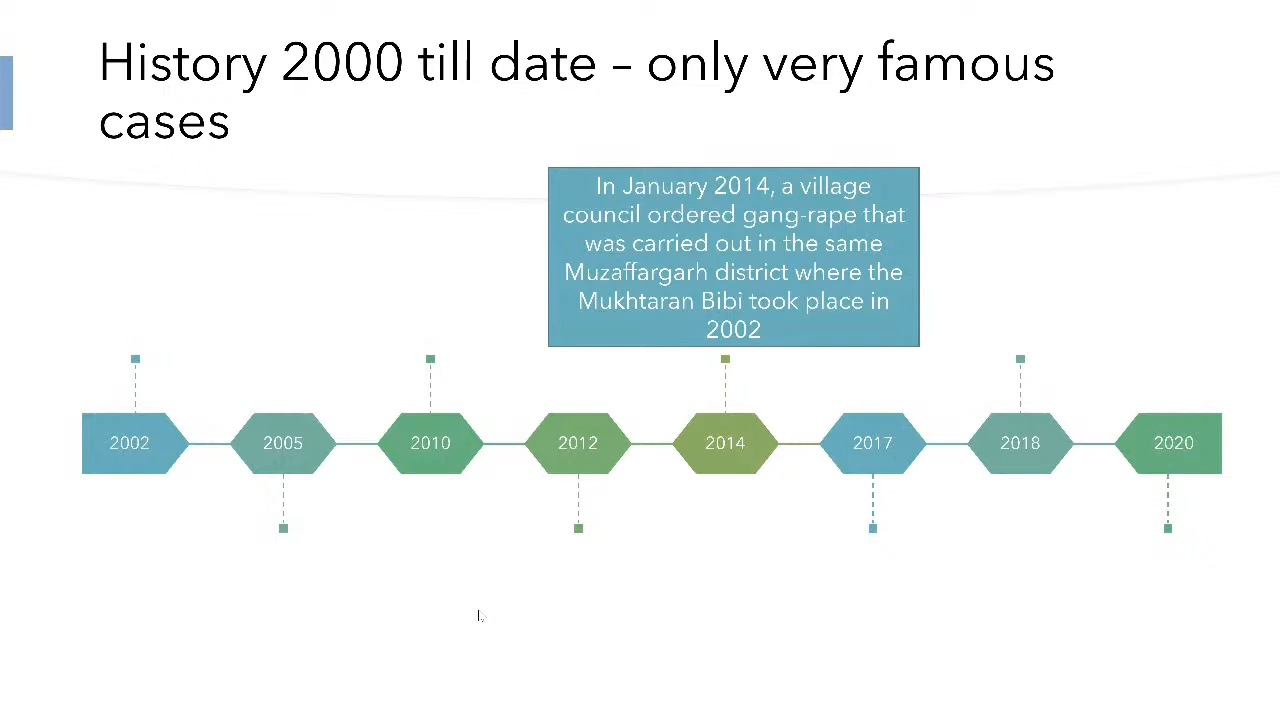 History 2000 till date – only very famous
cases
In January 2014, a village
council ordered gang-rape that
was carried out in the same
Muzaffargarh district where the
Mukhtaran Bibi took place in
2002
2002
2005
2010
2012
2014
2017
2018
2020